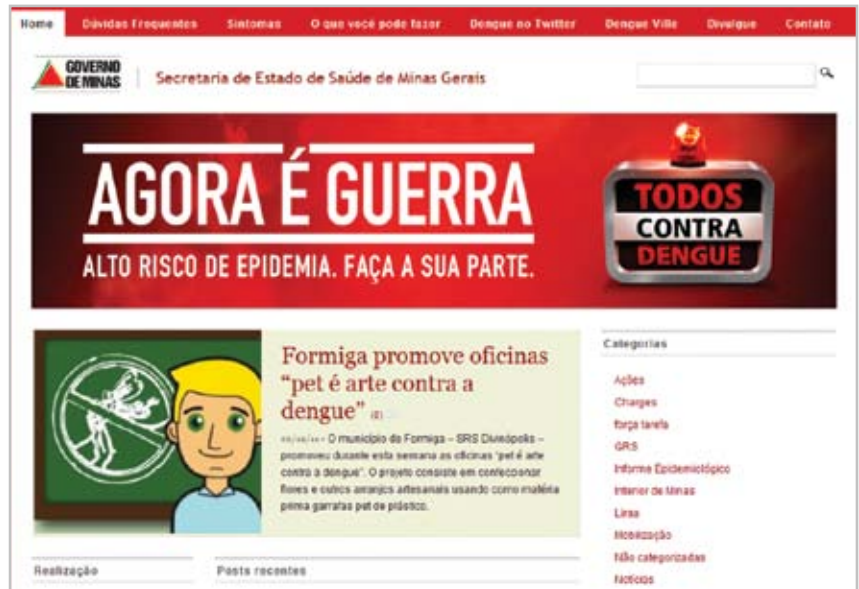 Home Dúvidas Frequentes Sintomas O que você pode fazer Dengue no Twitter Dengue Ville Divulgue Contato
GOVERNO
DE MINAS
Secretaria de Estado de Saúde de Minas Gerais
AGORA É GUERRA
ALTO RISCO DE EPIDEMIA. FAÇA A SUA PARTE.
TODOS
CONTRA
DENGUE
Formiga promove oficinas
“pet é arte contra a
dengue” (0)
O município de Formiga – SRS Divinópolis –
promoveu durante esta semana as oficinas “pet é arte
contra a dengue”. O projeto consiste em confeccionar
flores e outros arranjos artesanais usando como matéria
prima garrafas pet de plástico.
Categorias
Ações
Charges
força tarefa
GRS
Informe Epidemiológico
Interior de Minas
Liraa
Mobilização
Não categorizadas
Notícias
Realização
Posts recentes